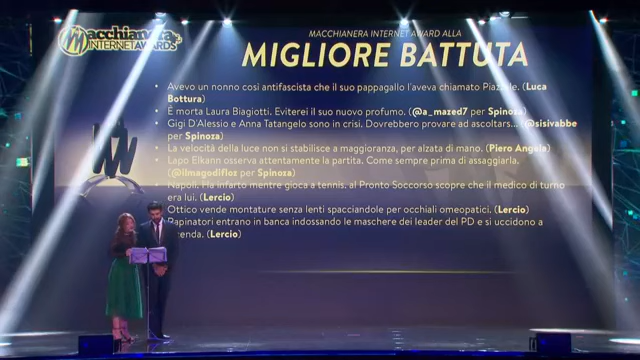 Macchianera
INTERNET AWARDS
MACCHIANERA INTERNET AWARD ALLA
MIGLIORE BATTUTA
• Avevo un nonno così antifascista che il suo pappagallo l'aveva chiamato Piazzale. (Luca
Bottura)
• È morta Laura Biagiotti. Eviterei il suo nuovo profumo. (@a_mazed7 per Spinoza)
• Gigi D'Alessio e Anna Tatangelo sono in crisi. Dovrebbero provare ad ascoltars... (@sisivabbe
per Spinoza)
• La velocità della luce non si stabilisce a maggioranza, per alzata di mano. (Piero Angela)
• Lapo Elkann osserva attentamente la partita. Come sempre prima di assaggiarla.
(@ilmagodifloz per Spinoza)
• Napoli. Ha infarto mentre gioca a tennis. al Pronto Soccorso scopre che il medico di turno
era lui. (Lercio)
• Ottico vende montature senza lenti spacciandole per occhiali omeopatici. (Lercio)
• Rapinatori entrano in banca indossando le maschere dei leader del PD e si uccidono a
(Lercio)